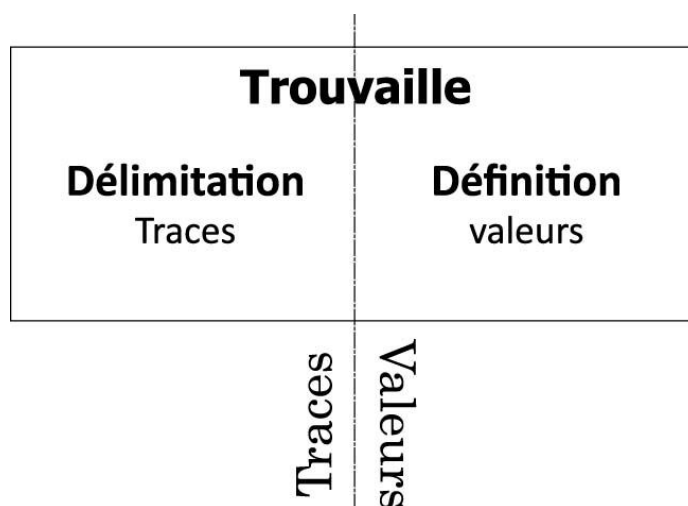 Trouvaille
Délimitation
Traces
Définition
valeurs
Traces
Valeurs